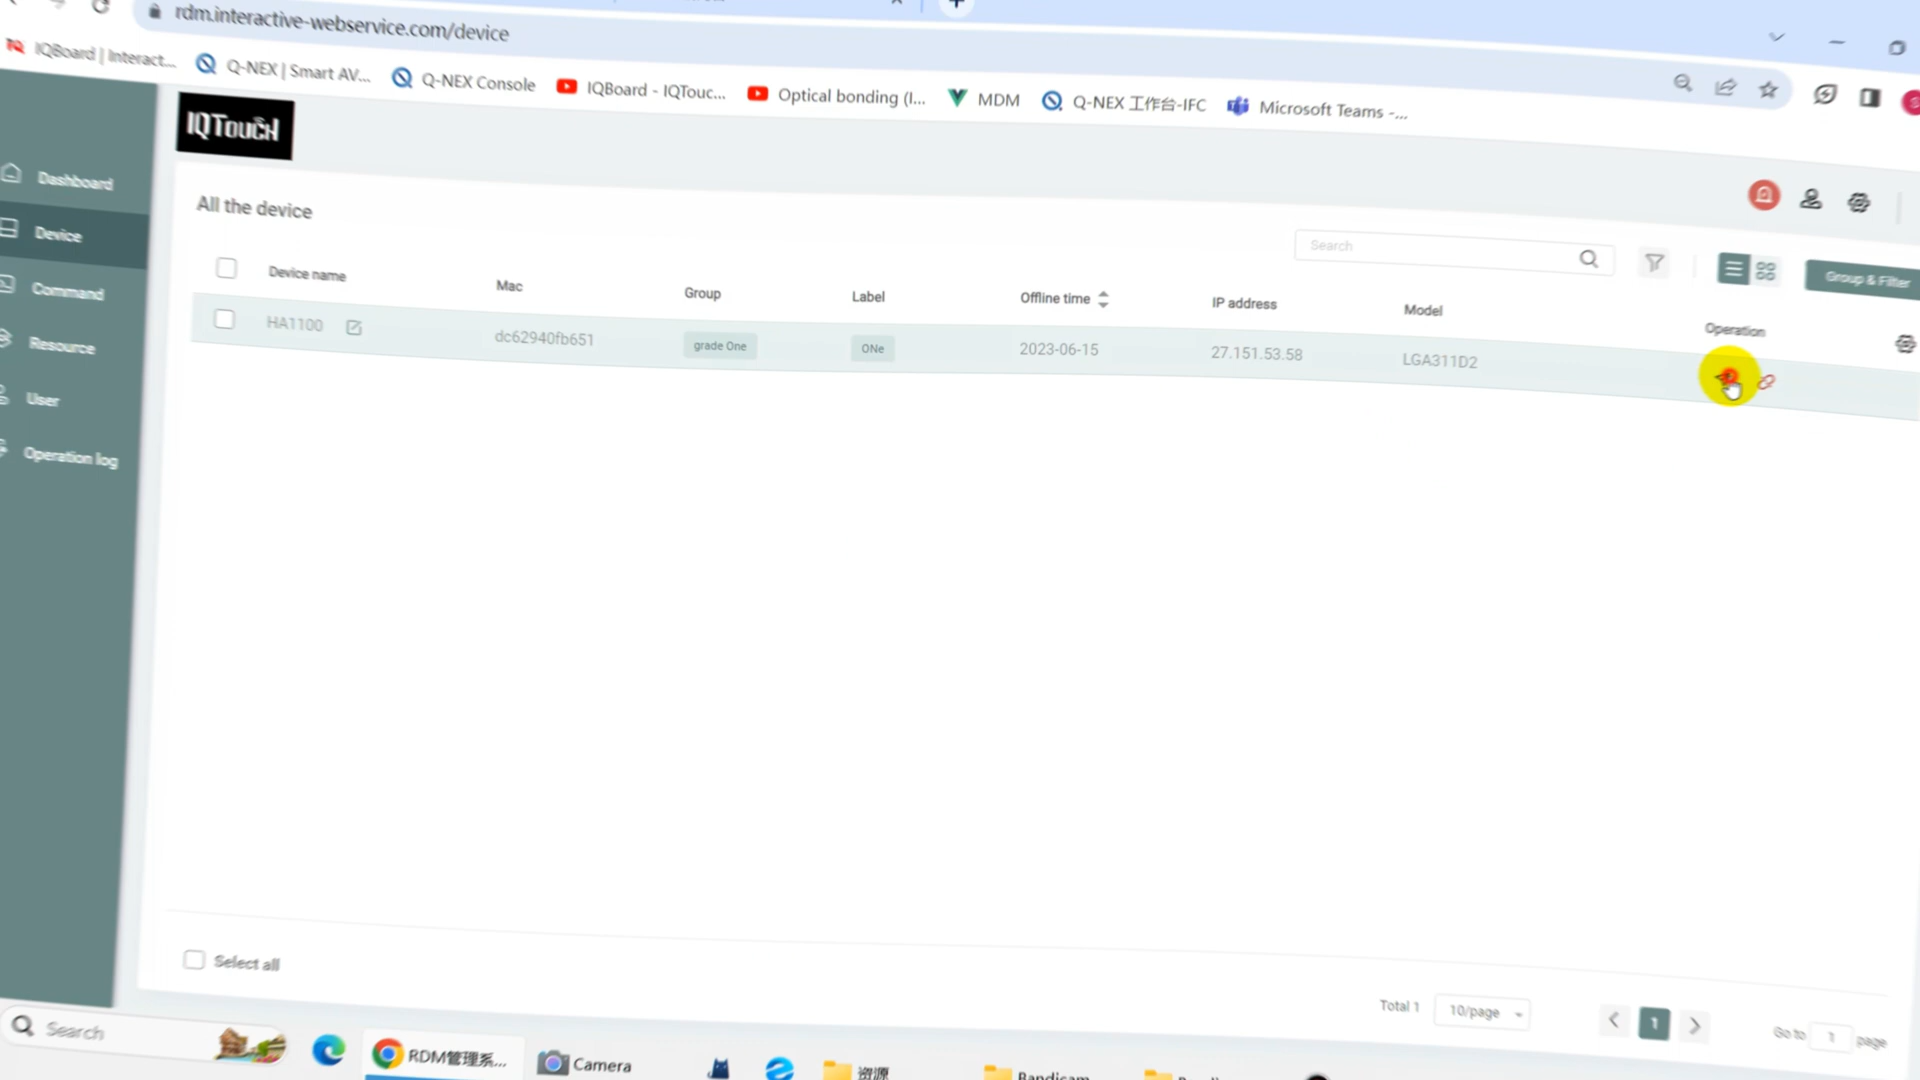 rdm.interactive-webservice.com/device
IQBoard | Interact...
Q-NEX | Smart AV...
Q-NEX Console
IQBoard - IQTouc...
Optical bonding (l...
MDM
Q-NEX 工作台-IFC
Microsoft Teams -...
IQTouch
Dashboard
Device
Command
Resource
User
Operation log
All the device
Search
Group & Filter
Device name
Mac
Group
Label
Offline time
IP address
Model
Operation
HA1100
dc62940fb651
grade One
ONe
2023-06-15
27.151.53.58
LGA311D2
Select all
Total 1
10/page
1
Go to
1
page
Search
RDM管理系...
Camera
资源
Bandicam